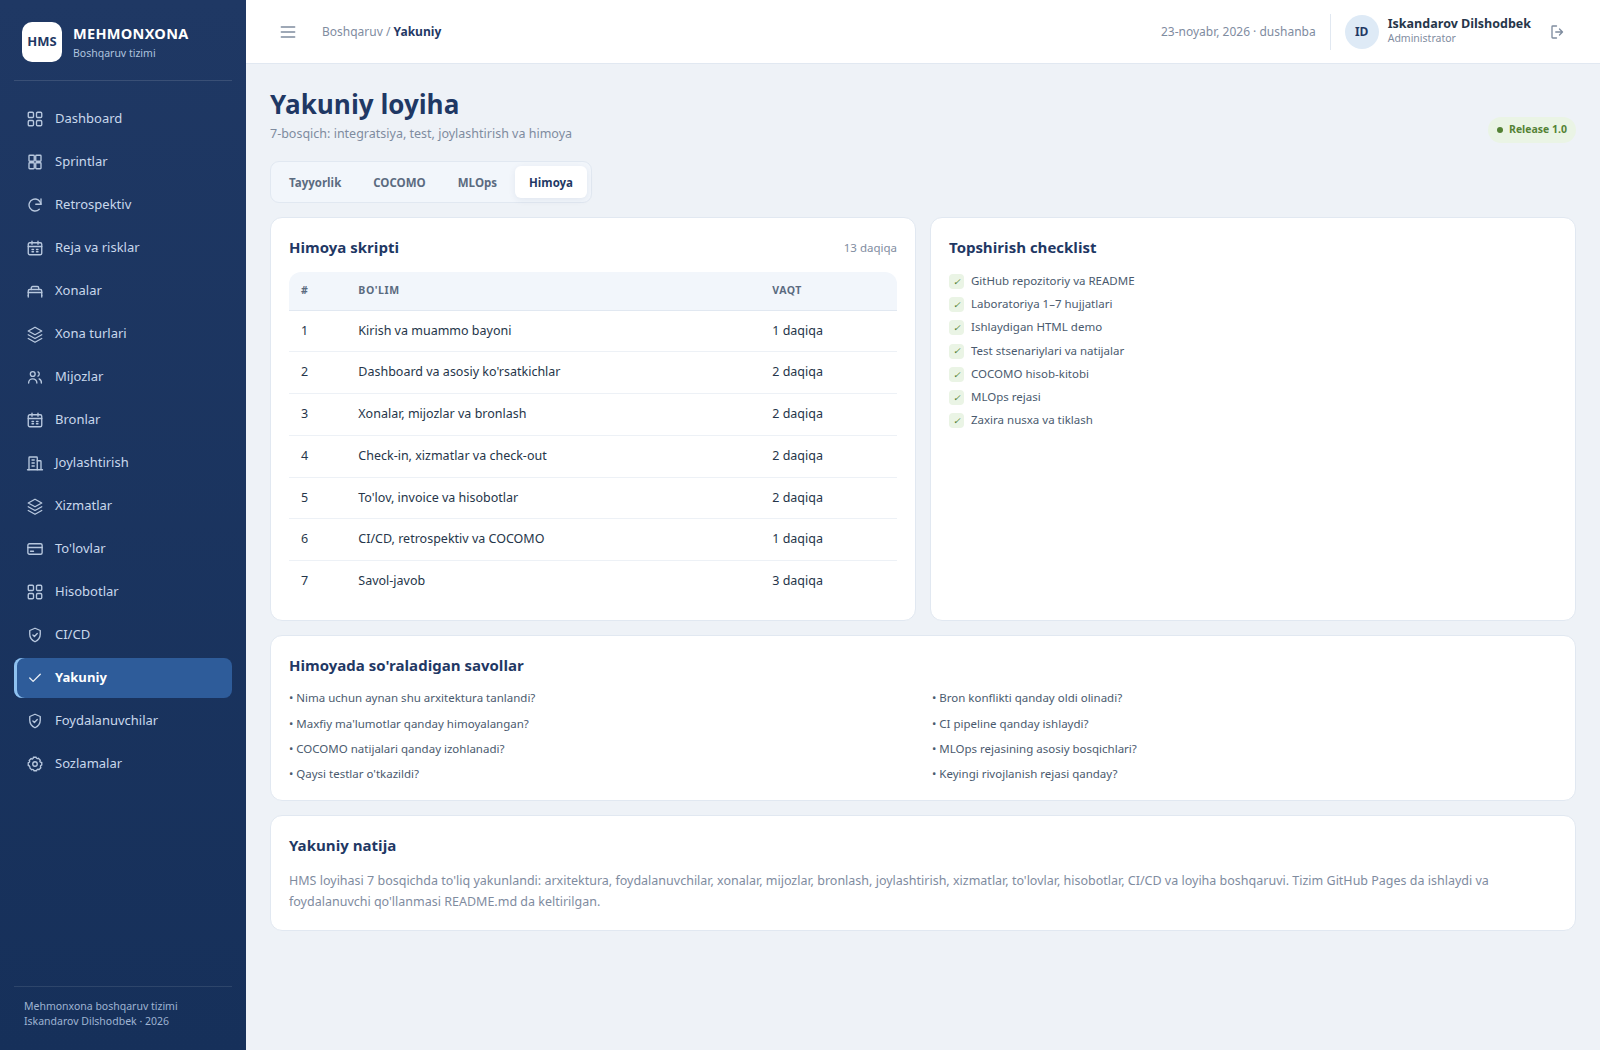 HMS
MEHMONXONA
Boshqaruv tizimi
Dashboard
Sprintlar
Retrospektiv
Reja va risklar
Xonalar
Xona turlari
Mijozlar
Bronlar
Joylashtirish
Xizmatlar
To'lovlar
Hisobotlar
CI/CD
Yakuniy
Foydalanuvchilar
Sozlamalar
Mehmonxona boshqaruv tizimi
Iskandarov Dilshodbek · 2026
Boshqaruv / Yakuniy
23-noyabr, 2026 · dushanba
ID
Iskandarov Dilshodbek
Administrator
Yakuniy loyiha
7-bosqich: integratsiya, test, joylashtirish va himoya
Release 1.0
Tayyorlik COCOMO MLOps Himoya
Himoya skripti 13 daqiqa
# BO'LIM VAQT
1 Kirish va muammo bayoni 1 daqiqa
2 Dashboard va asosiy ko'rsatkichlar 2 daqiqa
3 Xonalar, mijozlar va bronlash 2 daqiqa
4 Check-in, xizmatlar va check-out 2 daqiqa
5 To'lov, invoice va hisobotlar 2 daqiqa
6 CI/CD, retrospektiv va COCOMO 1 daqiqa
7 Savol-javob 3 daqiqa
Topshirish checklist
✓ GitHub repozitoriy va README
✓ Laboratoriya 1–7 hujjatlari
✓ Ishlaydigan HTML demo
✓ Test stsenariylari va natijalar
✓ COCOMO hisob-kitobi
✓ MLOps rejasi
✓ Zaxira nusxa va tiklash
Himoyada so'raladigan savollar
• Nima uchun aynan shu arxitektura tanlandi?
• Bron konflikti qanday oldi olinadi?
• Maxfiy ma'lumotlar qanday himoyalangan?
• CI pipeline qanday ishlaydi?
• COCOMO natijalari qanday izohlanadi?
• MLOps rejasining asosiy bosqichlari?
• Qaysi testlar o'tkazildi?
• Keyingi rivojlanish rejasi qanday?
Yakuniy natija
HMS loyihasi 7 bosqichda to'liq yakunlandi: arxitektura, foydalanuvchilar, xonalar, mijozlar, bronlash, joylashtirish, xizmatlar, to'lovlar, hisobotlar, CI/CD va loyiha boshqaruvi. Tizim GitHub Pages da ishlaydi va
foydalanuvchi qo'llanmasi README.md da keltirilgan.